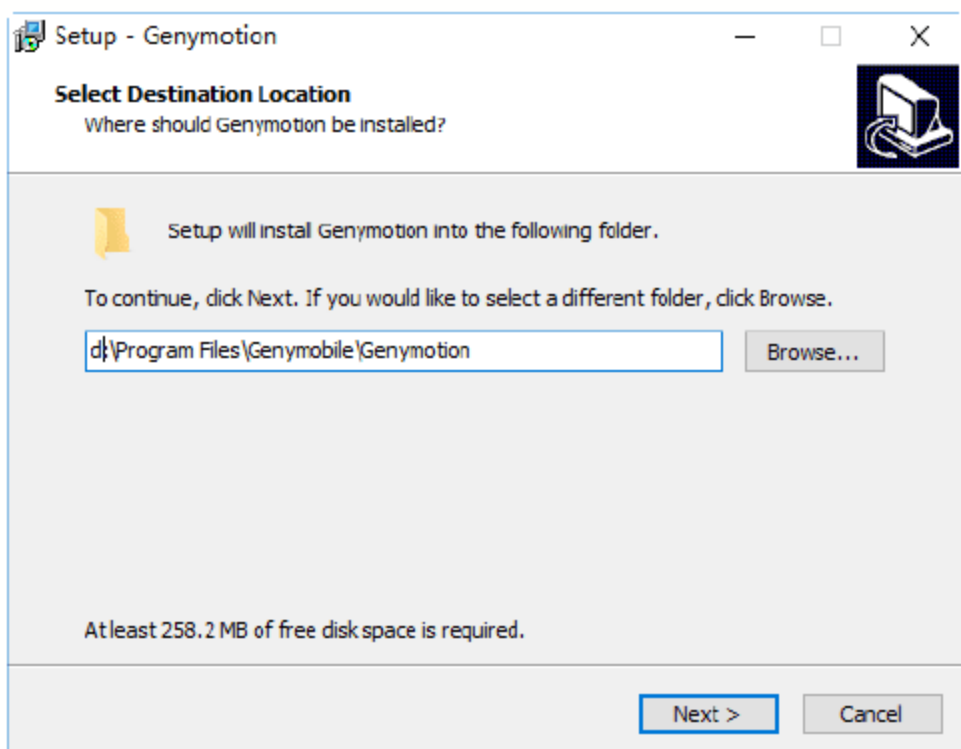 Setup - Genymotion
Select Destination Location
Where should Genymotion be installed?
Setup will install Genymotion into the following folder.
To continue, click Next. If you would like to select a different folder, click Browse.
d:\Program Files\Genymobile\Genymotion
Browse...
At least 258.2 MB of free disk space is required.
Next >
Cancel